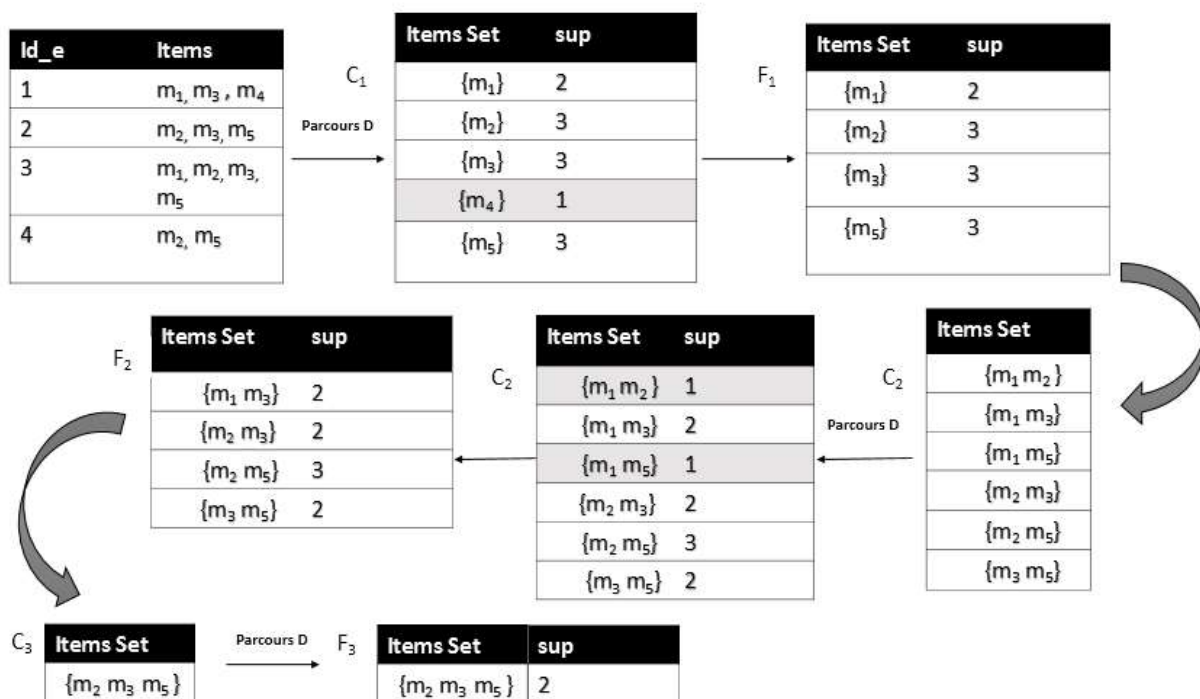 Id_e Items
1 m₁, m₃ , m₄
2 m₂, m₃, m₅
3 m₁, m₂, m₃,
m₅
4 m₂, m₅
Parcours D
C₁
Items Set sup
{m₁} 2
{m₂} 3
{m₃} 3
{m₄ } 1
{m₅} 3
F₁
Items Set sup
{m₁} 2
{m₂} 3
{m₃} 3
{m₅} 3
C₂
Items Set
{m₁ m₂}
{m₁ m₃}
{m₁ m₅}
{m₂ m₃}
{m₂ m₅}
{m₃ m₅}
Parcours D
C₂
Items Set sup
{m₁ m₂ } 1
{m₁ m₃} 2
{m₁ m₅} 1
{m₂ m₃} 2
{m₂ m₅} 3
{m₃ m₅} 2
F₂
Items Set sup
{m₁ m₃} 2
{m₂ m₃} 2
{m₂ m₅} 3
{m₃ m₅} 2
C₃
Items Set
{m₂ m₃ m₅}
Parcours D
F₃
Items Set sup
{m₂ m₃ m₅} 2